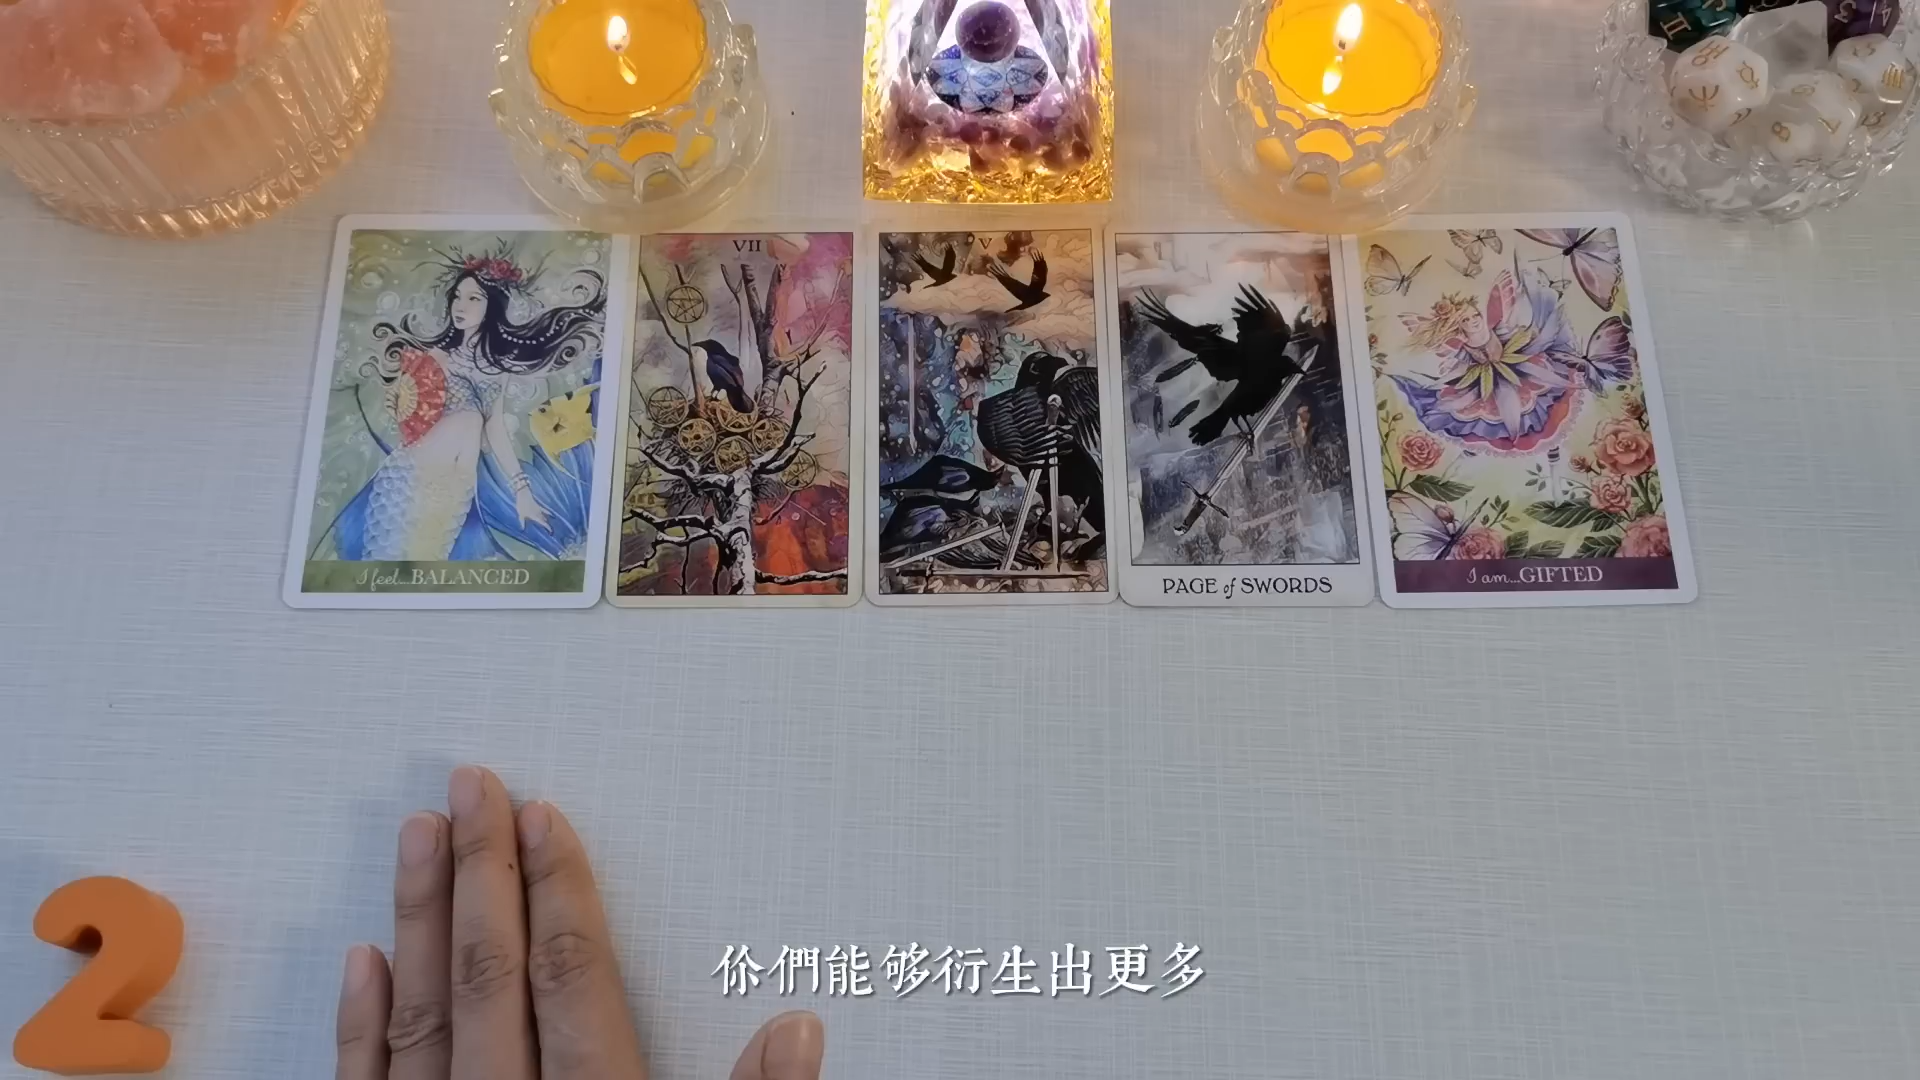 VII
V
I feel...BALANCED
PAGE of SWORDS
I am...GIFTED
2
你們能够衍生出更多